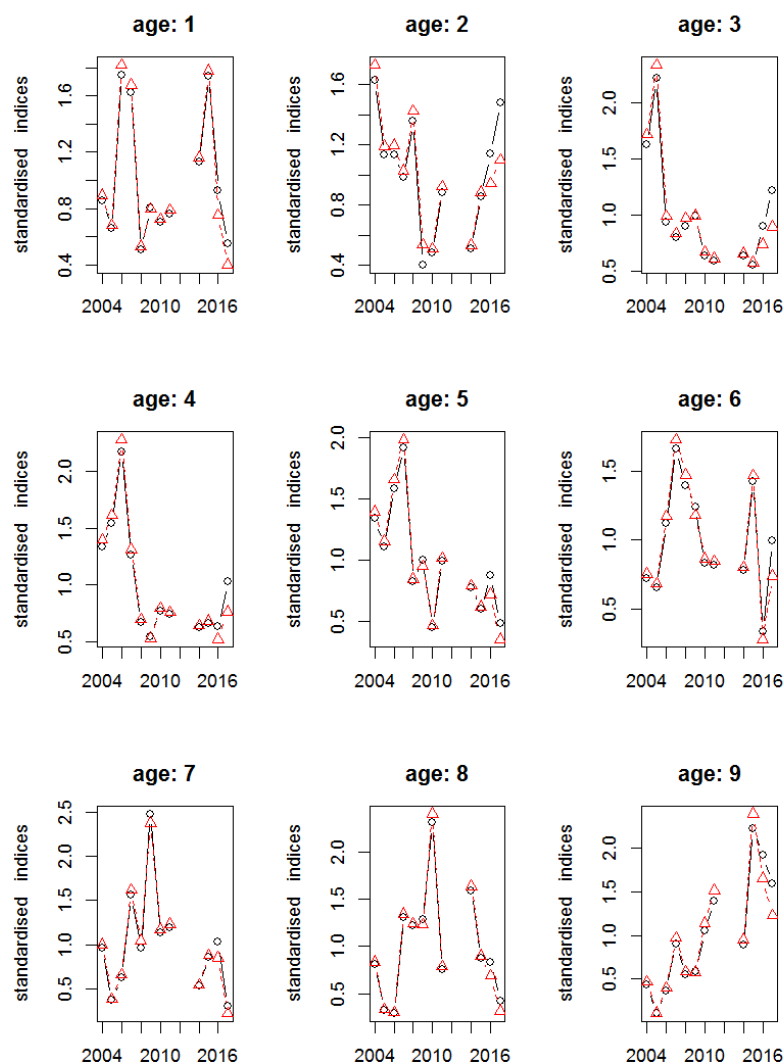 age: 1 age: 2 age: 3
standardised indices 0.4 0.8 1.2 1.6 standardised indices 0.4 0.8 1.2 1.6 standardised indices 0.5 1.0 1.5 2.0
2004 2010 2016 2004 2010 2016 2004 2010 2016
age: 4 age: 5 age: 6
standardised indices 0.5 1.0 1.5 2.0 standardised indices 0.5 1.0 1.5 2.0 standardised indices 0.5 1.0 1.5
2004 2010 2016 2004 2010 2016 2004 2010 2016
age: 7 age: 8 age: 9
standardised indices 0.5 1.0 1.5 2.0 2.5 standardised indices 0.5 1.0 1.5 2.0 standardised indices 0.5 1.0 1.5 2.0
2004 2010 2016 2004 2010 2016 2004 2010 2016